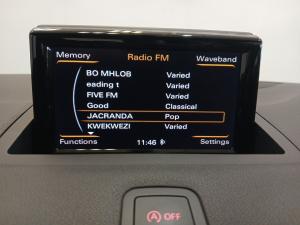 Memory Radio FM Waveband
BO MHLOB Varied
eading t Varied
FIVE FM Varied
Good Classical
JACRANDA Pop
KWEKWEZI Varied
Functions 11:46 Settings
A OFF